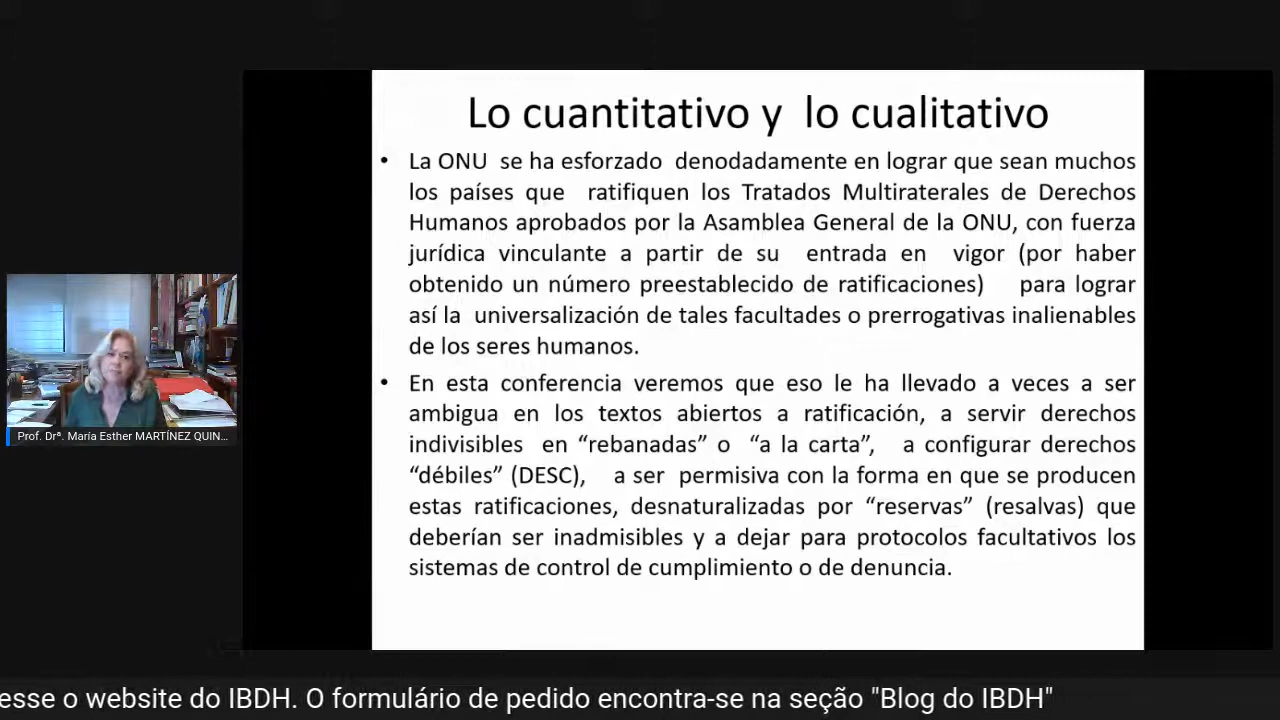 Lo cuantitativo y lo cualitativo
• La ONU se ha esforzado denodadamente en lograr que sean muchos
los países que ratifiquen los Tratados Multiraterales de Derechos
Humanos aprobados por la Asamblea General de la ONU, con fuerza
jurídica vinculante a partir de su entrada en vigor (por haber
obtenido un número preestablecido de ratificaciones) para lograr
así la universalización de tales facultades o prerrogativas inalienables
de los seres humanos.
• En esta conferencia veremos que eso le ha llevado a veces a ser
ambigua en los textos abiertos a ratificación, a servir derechos
indivisibles en “rebanadas” o “a la carta”, a configurar derechos
“débiles” (DESC), a ser permisiva con la forma en que se producen
estas ratificaciones, desnaturalizadas por “reservas” (resalvas) que
deberían ser inadmisibles y a dejar para protocolos facultativos los
sistemas de control de cumplimiento o de denuncia.
Prof. Drª. María Esther MARTÍNEZ QUIN...
esse o website do IBDH. O formulário de pedido encontra-se na seção "Blog do IBDH"